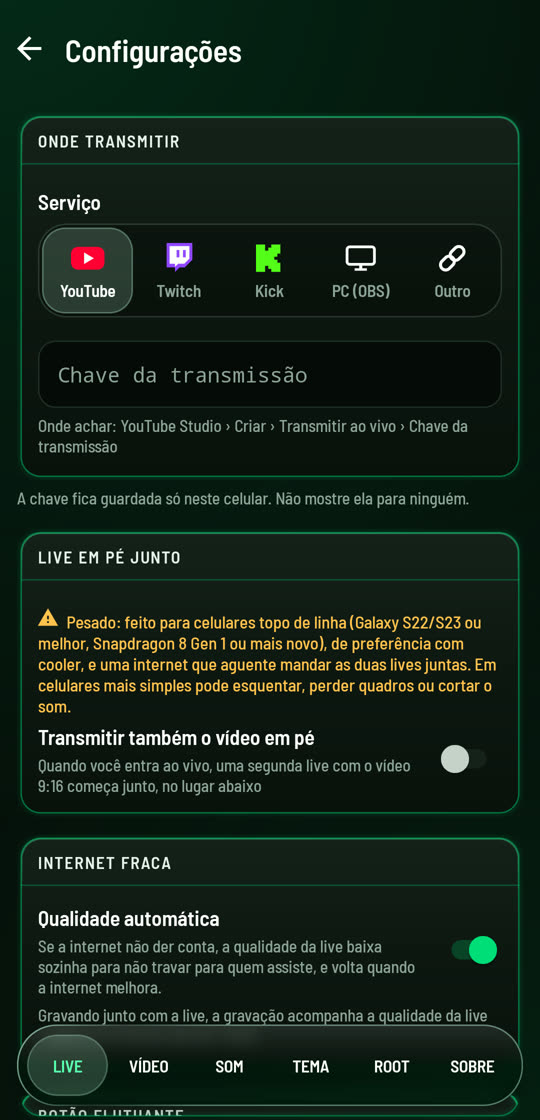 Configurações
ONDE TRANSMITIR
Serviço
YouTube
Twitch
Kick
PC (OBS)
Outro
Chave da transmissão
Onde achar: YouTube Studio › Criar › Transmitir ao vivo › Chave da
transmissão
A chave fica guardada só neste celular. Não mostre ela para ninguém.
LIVE EM PÉ JUNTO
Pesado: feito para celulares topo de linha (Galaxy S22/S23 ou
melhor, Snapdragon 8 Gen 1 ou mais novo), de preferência com
cooler, e uma internet que aguente mandar as duas lives juntas. Em
celulares mais simples pode esquentar, perder quadros ou cortar o
som.
Transmitir também o vídeo em pé
Quando você entra ao vivo, uma segunda live com o vídeo
9:16 começa junto, no lugar abaixo
INTERNET FRACA
Qualidade automática
Se a internet não der conta, a qualidade da live baixa
sozinha para não travar para quem assiste, e volta quando
a internet melhora.
Gravando junto com a live, a gravação acompanha a qualidade da live
LIVE
VÍDEO
SOM
TEMA
ROOT
SOBRE
BOTÃO FLUTUANTE